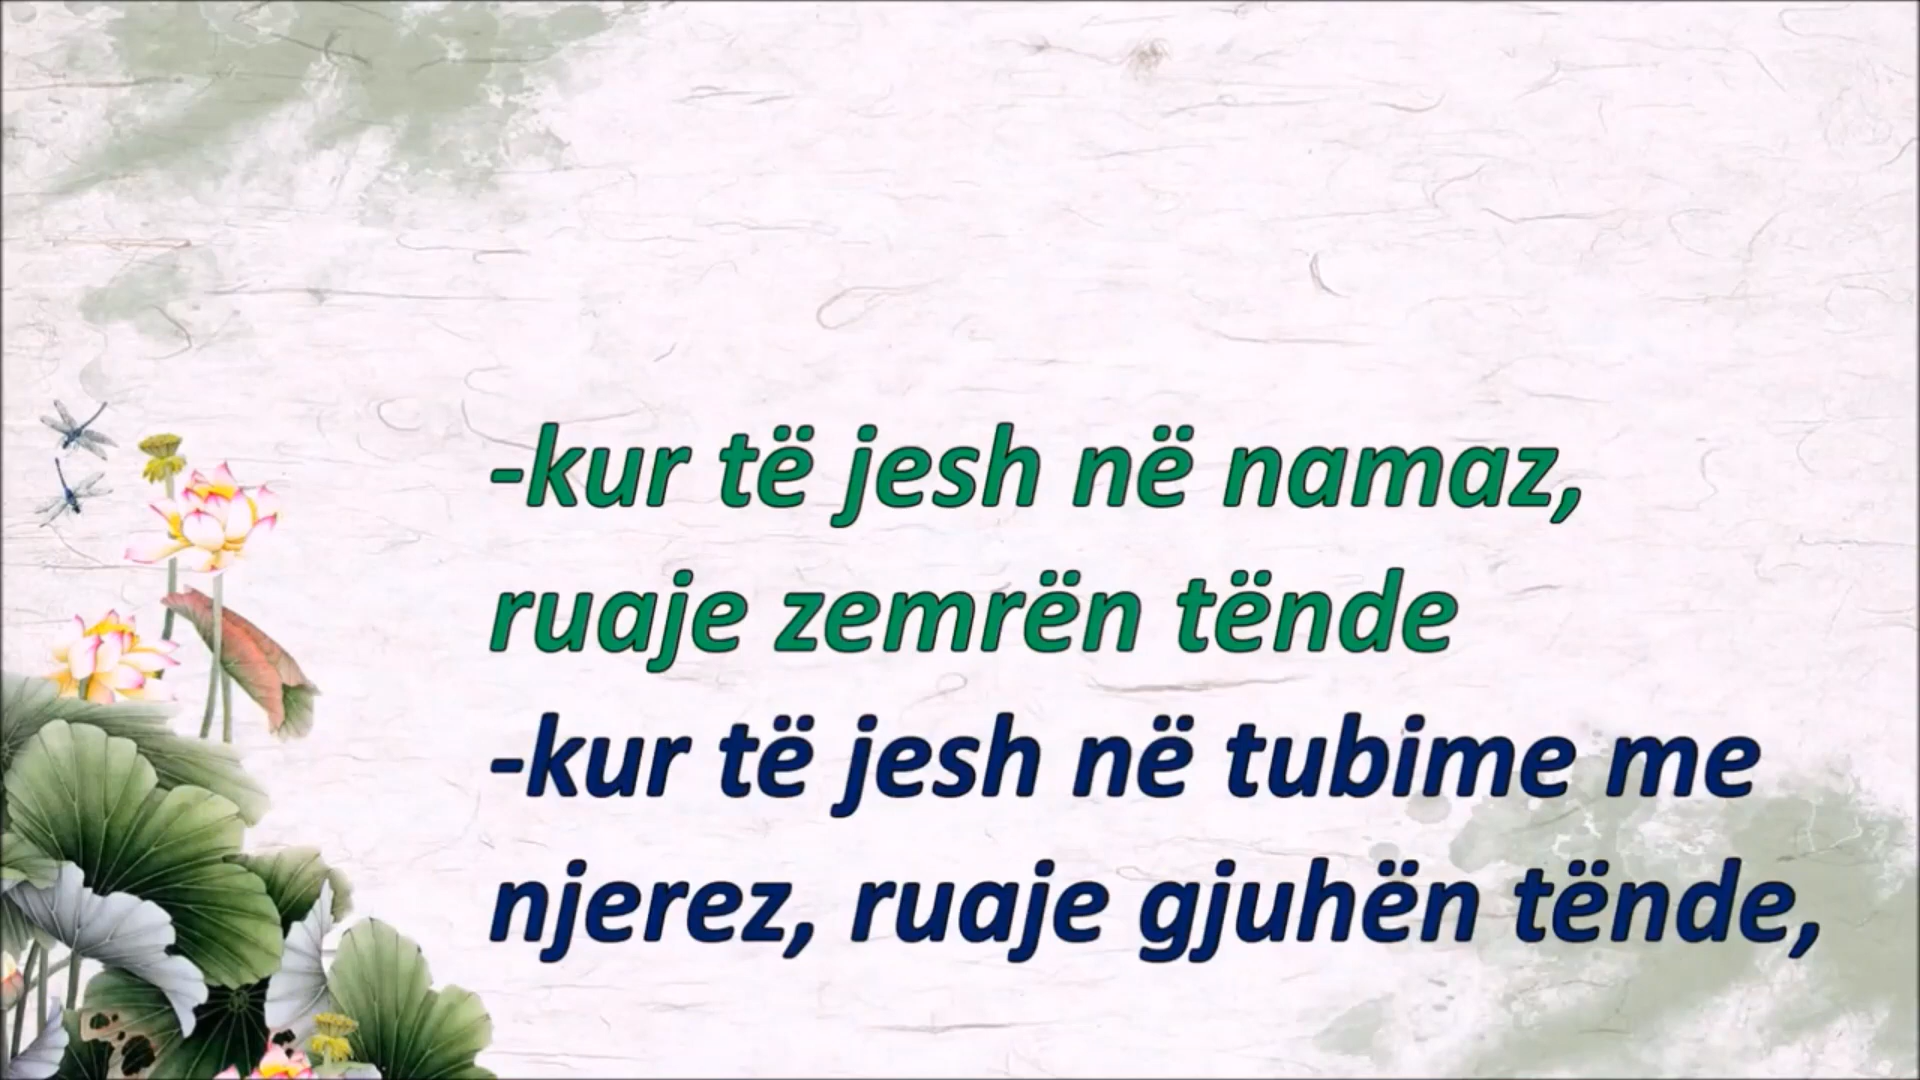 -kur të jesh në namaz,
ruaje zemrën tënde
-kur të jesh në tubime me
njerez, ruaje gjuhën tënde,